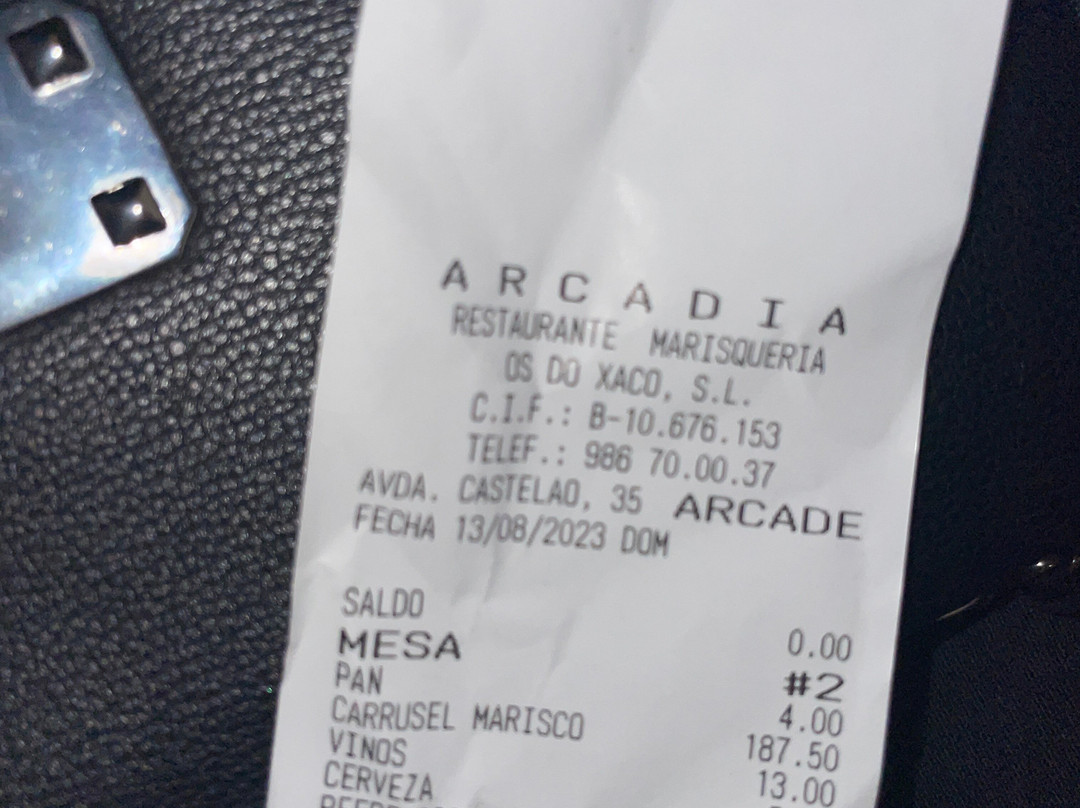 A R C A D I A
RESTAURANTE MARISQUERIA
OS DO XACO, S.L.
C.I.F.: B-10.676.153
TELEF.: 986 70.00.37
AVDA. CASTELAO, 35 ARCADE
FECHA 13/08/2023 DOM
SALDO 0.00
MESA #2
PAN 4.00
CARRUSEL MARISCO 187.50
VINOS 13.00
CERVEZA